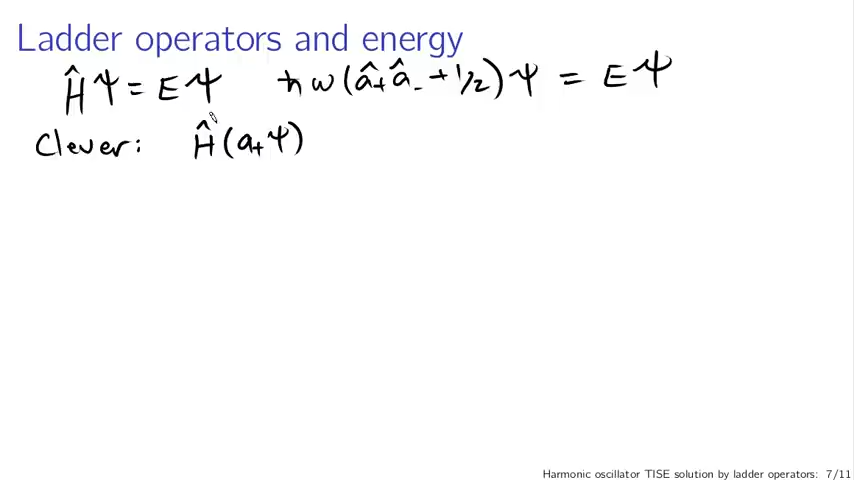 Ladder operators and energy
Ĥψ = Eψ ħω(â₊â₋ + 1/2)ψ = Eψ
Clever: Ĥ(a₊ψ)
Harmonic oscillator TISE solution by ladder operators: 7/11